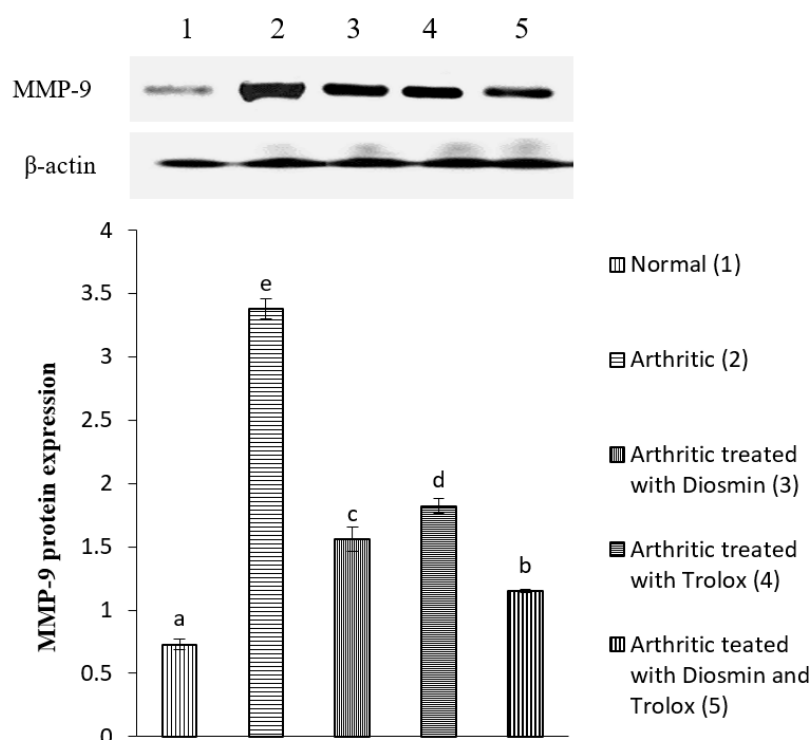 1 2 3 4 5
MMP-9
β-actin
MMP-9 protein expression
4
3.5
3
2.5
2
1.5
1
0.5
0
a
e
c
d
b
Normal (1)
Arthritic (2)
Arthritic treated
with Diosmin (3)
Arthritic treated
with Trolox (4)
Arthritic teated
with Diosmin and
Trolox (5)